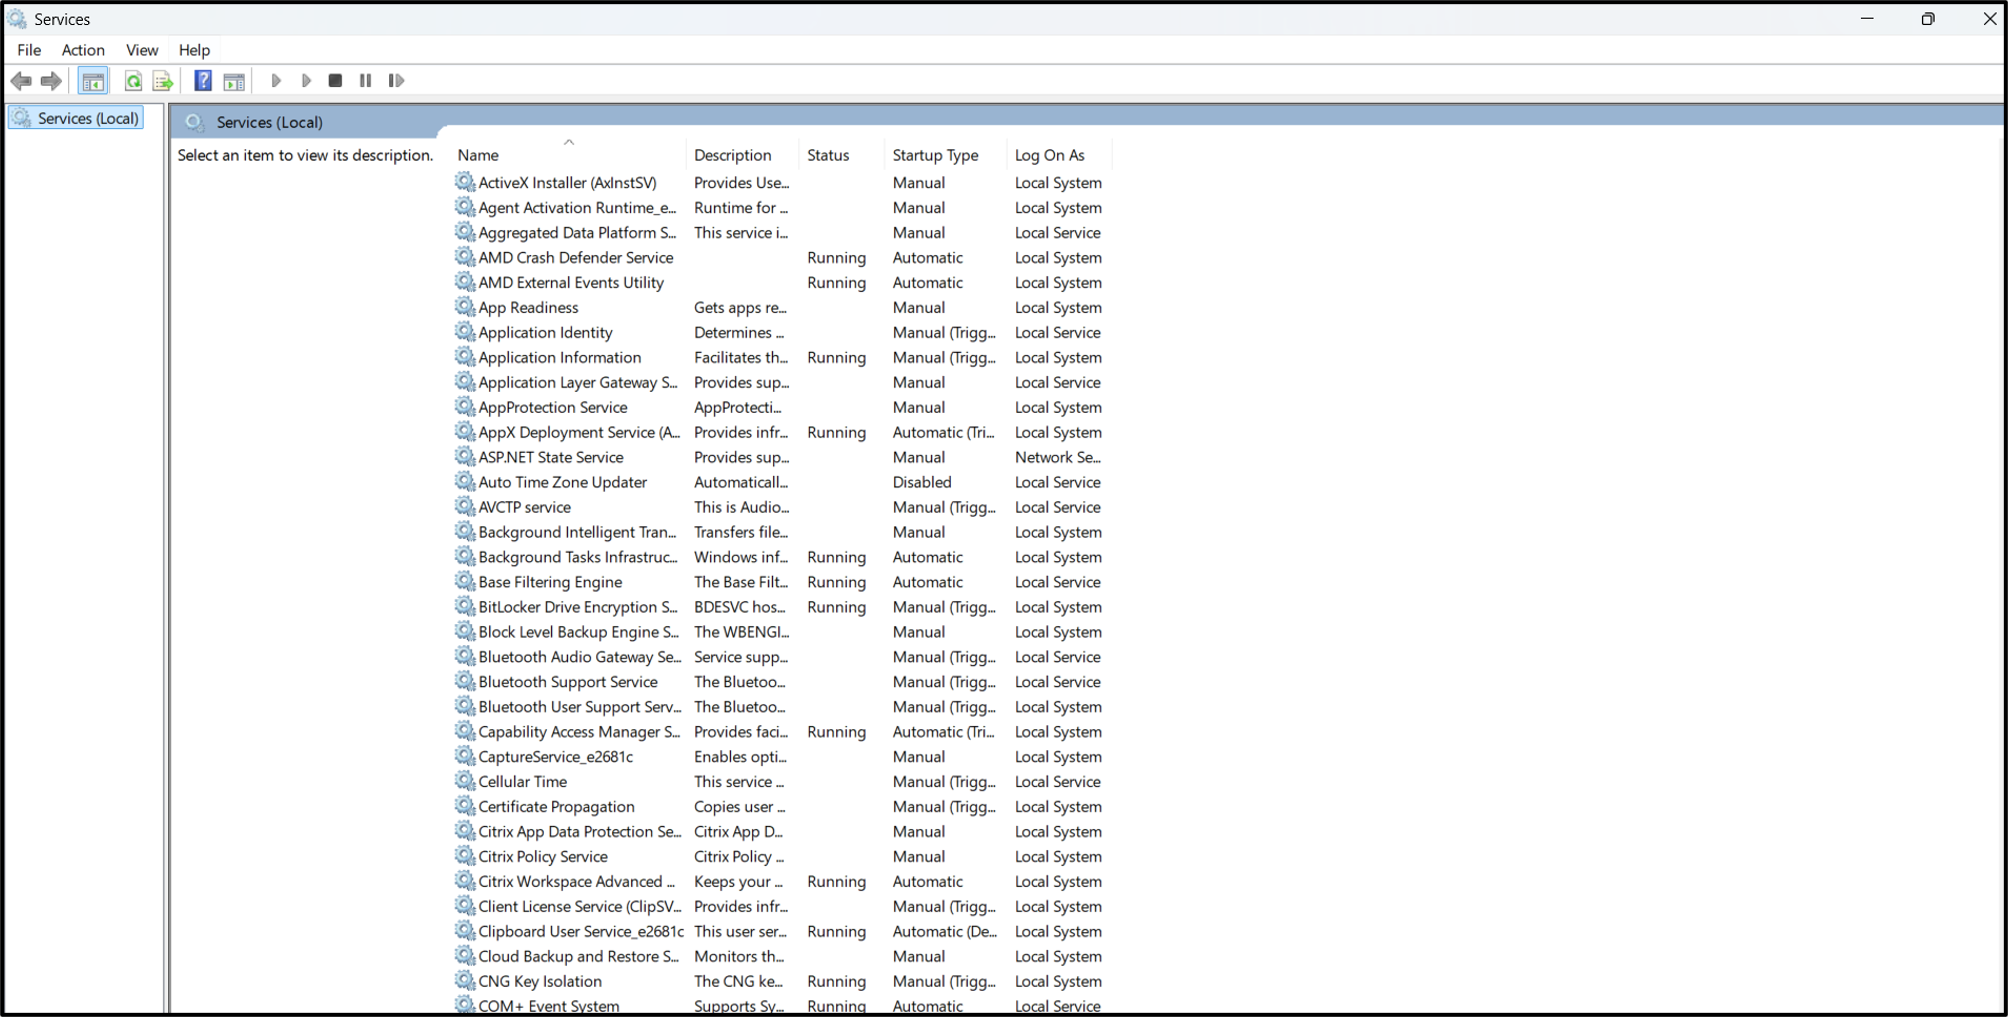 Services
File Action View Help
Services (Local)
Services (Local)
Select an item to view its description.
Name Description Status Startup Type Log On As
ActiveX Installer (AxInstSV) Provides Use... Manual Local System
Agent Activation Runtime_e... Runtime for ... Manual Local System
Aggregated Data Platform S... This service i... Manual Local Service
AMD Crash Defender Service Running Automatic Local System
AMD External Events Utility Running Automatic Local System
App Readiness Gets apps re... Manual Local System
Application Identity Determines ... Manual (Trigg... Local Service
Application Information Facilitates th... Running Manual (Trigg... Local System
Application Layer Gateway S... Provides sup... Manual Local Service
AppProtection Service AppProtecti... Manual Local System
AppX Deployment Service (A... Provides infr... Running Automatic (Tri... Local System
ASP.NET State Service Provides sup... Manual Network Se...
Auto Time Zone Updater Automaticall... Disabled Local Service
AVCTP service This is Audio... Manual (Trigg... Local Service
Background Intelligent Tran... Transfers file... Manual Local System
Background Tasks Infrastruc... Windows inf... Running Automatic Local System
Base Filtering Engine The Base Filt... Running Automatic Local Service
BitLocker Drive Encryption S... BDESVC hos... Running Manual (Trigg... Local System
Block Level Backup Engine S... The WBENGI... Manual Local System
Bluetooth Audio Gateway Se... Service supp... Manual (Trigg... Local Service
Bluetooth Support Service The Bluetoo... Manual (Trigg... Local Service
Bluetooth User Support Serv... The Bluetoo... Manual (Trigg... Local System
Capability Access Manager S... Provides faci... Running Automatic (Tri... Local System
CaptureService_e2681c Enables opti... Manual Local System
Cellular Time This service ... Manual (Trigg... Local Service
Certificate Propagation Copies user ... Manual (Trigg... Local System
Citrix App Data Protection Se... Citrix App D... Manual Local System
Citrix Policy Service Citrix Policy ... Manual Local System
Citrix Workspace Advanced ... Keeps your ... Running Automatic Local System
Client License Service (ClipSV... Provides infr... Manual (Trigg... Local System
Clipboard User Service_e2681c This user ser... Running Automatic (De... Local System
Cloud Backup and Restore S... Monitors th... Manual Local System
CNG Key Isolation The CNG ke... Running Manual (Trigg... Local System
COM+ Event System Supports Sy... Running Automatic Local Service